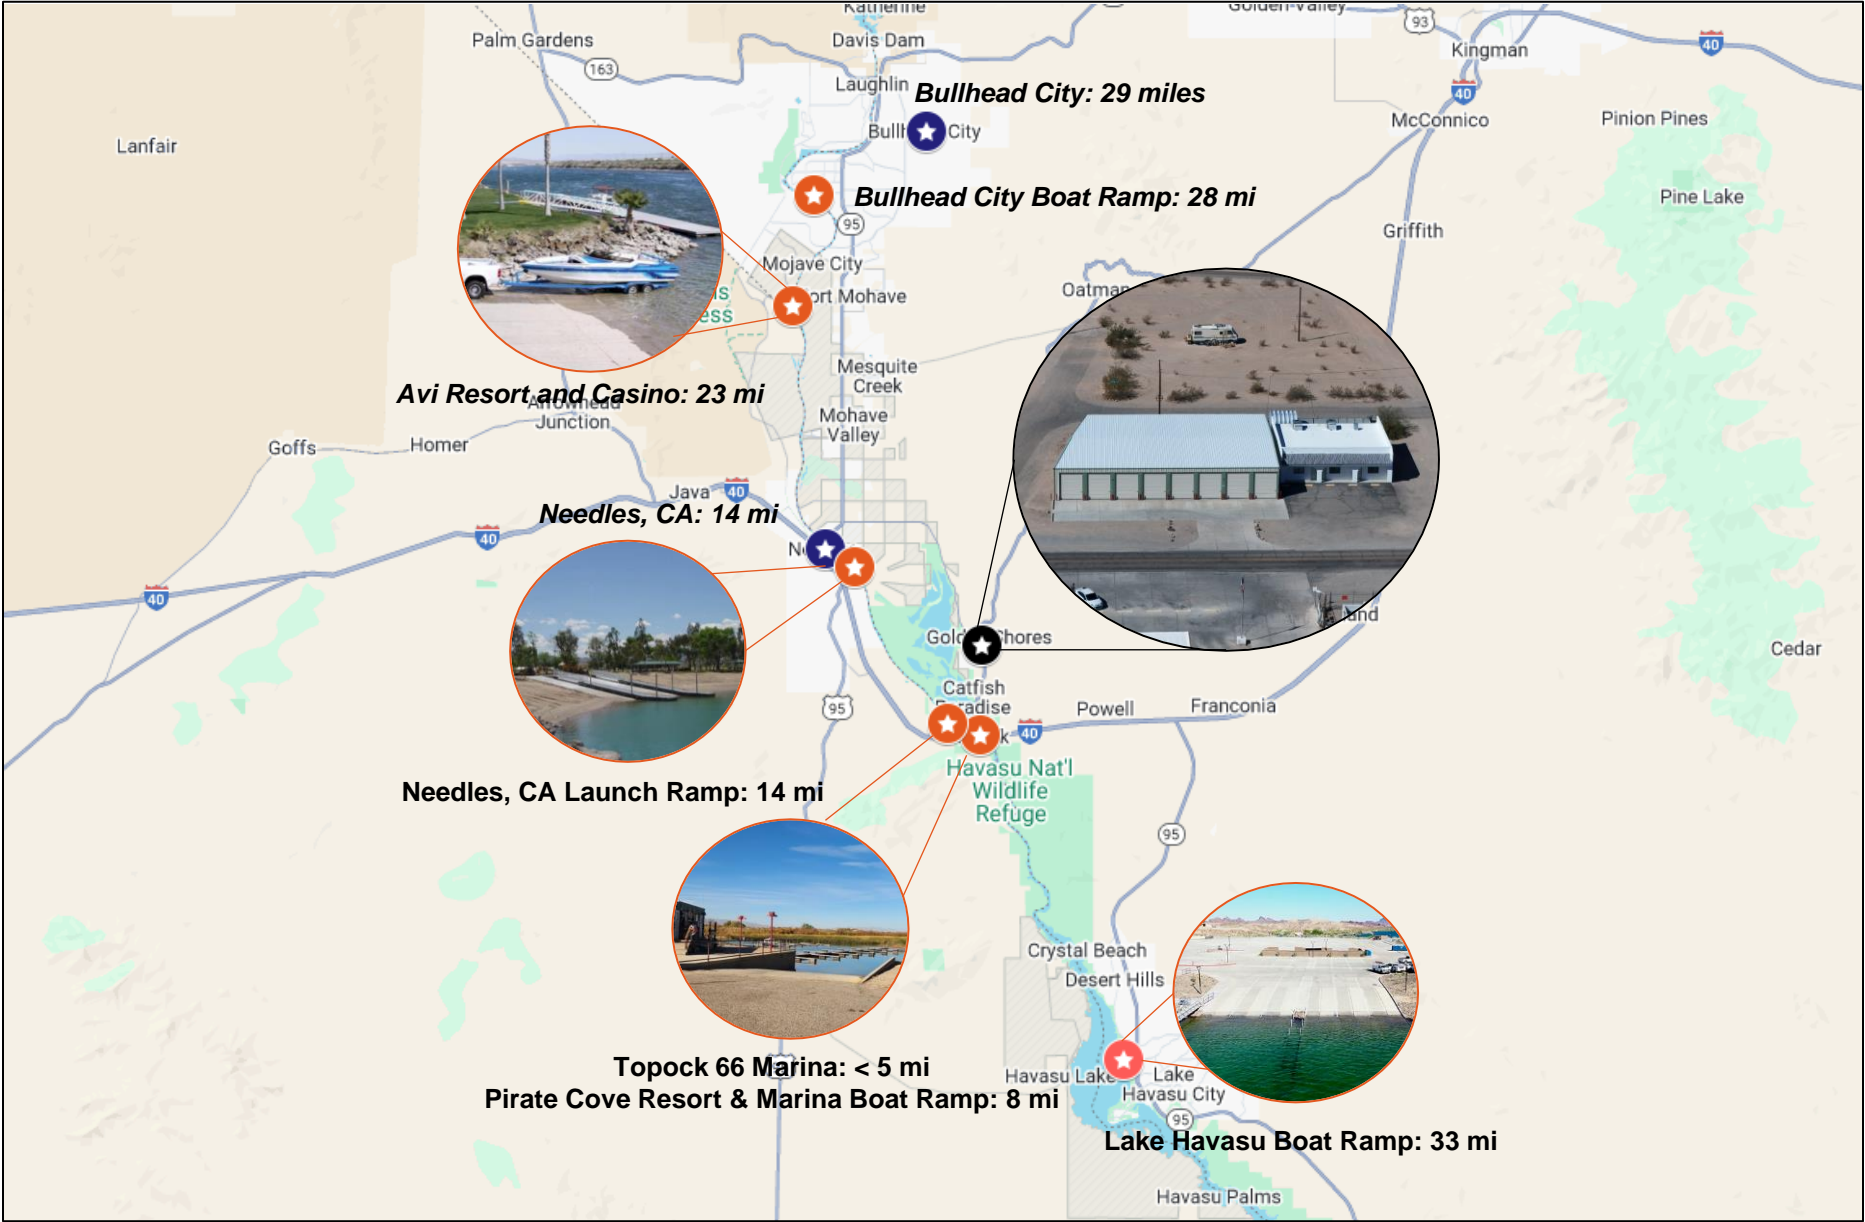 Katherine
Golden Valley
93
Palm Gardens
Davis Dam
40
Kingman
163
Laughlin
Bullhead City: 29 miles
40
McConnico
Pinion Pines
Lanfair
City
Bullhead City Boat Ramp: 28 mi
Pine Lake
95
Griffith
Mojave City
Oatman
ort Mohave
ess
Mesquite
Creek
Avi Resort and Casino: 23 mi
Arrowhead
Junction
Mohave
Valley
Goffs
Homer
Java
40
Needles, CA: 14 mi
40
40
Shores
Catfish
Paradise
95
Powell
Franconia
Cedar
40
Havasu Nat'l
Wildlife
Refuge
Needles, CA Launch Ramp: 14 mi
95
Crystal Beach
Desert Hills
Topock 66 Marina: < 5 mi
Pirate Cove Resort & Marina Boat Ramp: 8 mi
Havasu Lake
Lake
Havasu City
95
Lake Havasu Boat Ramp: 33 mi
Havasu Palms